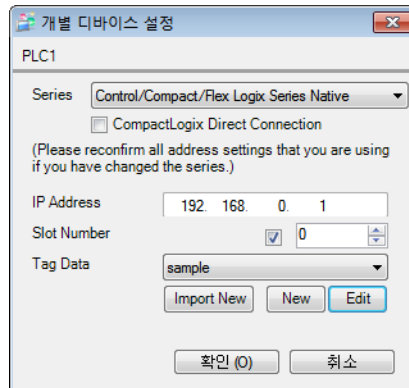 개별 디바이스 설정
PLC1
Series Control/Compact/Flex Logix Series Native
CompactLogix Direct Connection
(Please reconfirm all address settings that you are using
if you have changed the series.)
IP Address 192. 168. 0. 1
Slot Number 0
Tag Data sample
Import New New Edit
확인 (O) 취소